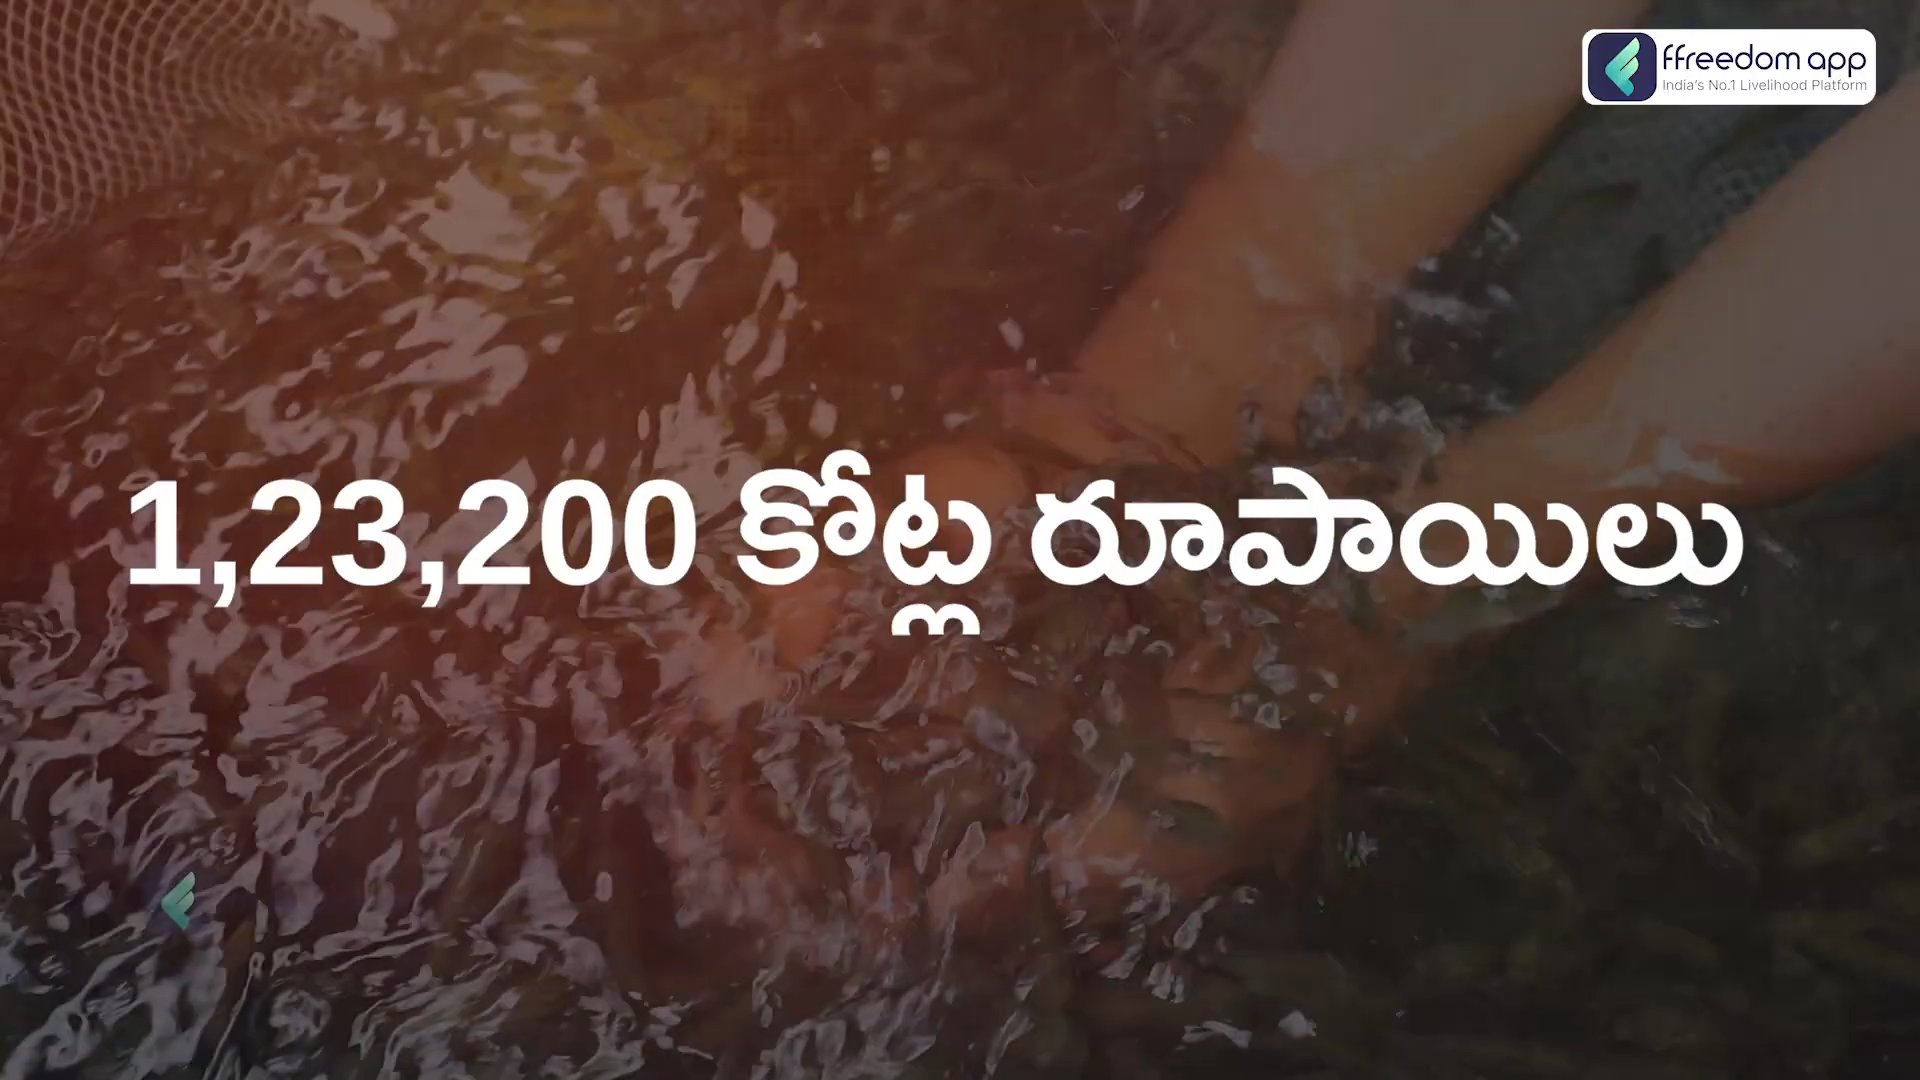 ffreedom app
India's No.1 Livelihood Platform
1,23,200 కోట్ల రూపాయిలు